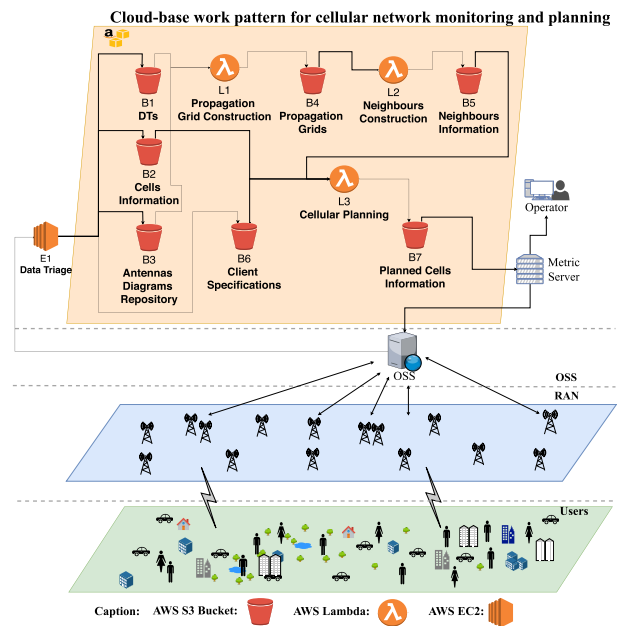 Cloud-base work pattern for cellular network monitoring and planning
a
B1
DTs
L1
Propagation
Grid Construction
B4
Propagation
Grids
L2
Neighbours
Construction
B5
Neighbours
Information
B2
Cells
Information
L3
Cellular Planning
Operator
E1
Data Triage
B3
Antennas
Diagrams
Repository
B6
Client
Specifications
B7
Planned Cells
Information
Metric
Server
OSS
OSS
RAN
Users
Caption: AWS S3 Bucket: AWS Lambda: AWS EC2: